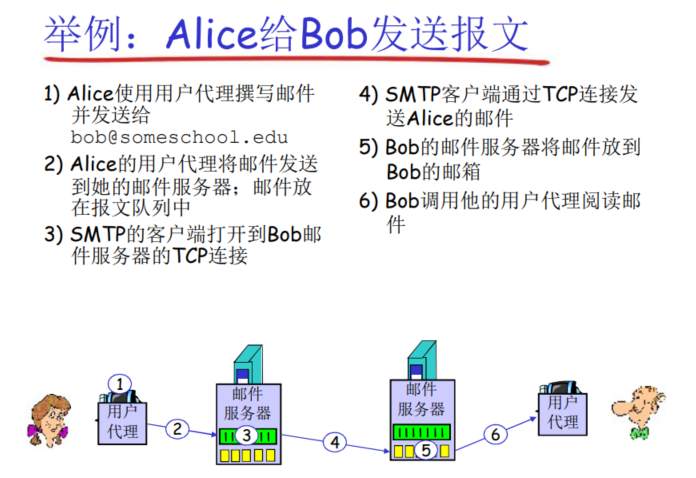 举例：Alice给Bob发送报文
1) Alice使用用户代理撰写邮件
并发送给
bob@someschool.edu
2) Alice的用户代理将邮件发送
到她的邮件服务器；邮件放
在报文队列中
3) SMTP的客户端打开到Bob邮
件服务器的TCP连接
4) SMTP客户端通过TCP连接发
送Alice的邮件
5) Bob的邮件服务器将邮件放到
Bob的邮箱
6) Bob调用他的用户代理阅读邮
件
1
用户
代理
2
邮件
服务器
3
4
邮件
服务器
5
6
用户
代理